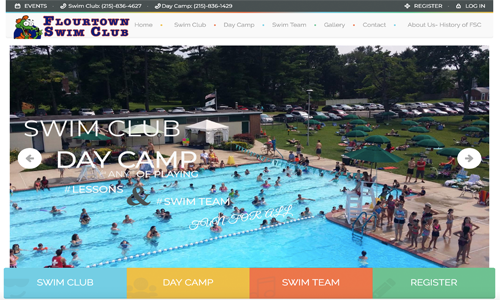 EVENTS Swim Club: (215)-836-4627 Day Camp: (215)-836-1429 REGISTER LOG IN
FLOURTOWN
SWIM CLUB
Home Swim Club Day Camp Swim Team Gallery Contact About Us- History of FSC
SWIM CLUB
DAY CAMP
OF PLAYING
#LESSONS
& #SWIM TEAM
FUN FOR ALL
SWIM CLUB DAY CAMP SWIM TEAM REGISTER